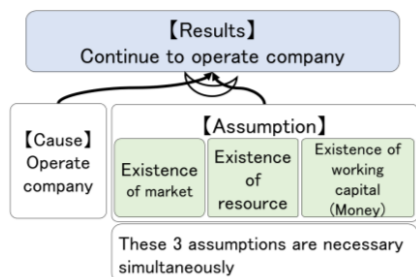 【Results】
Continue to operate company
【Cause】
Operate
company
【Assumption】
Existence
of market
Existence
of
resource
Existence of
working
capital
(Money)
These 3 assumptions are necessary
simultaneously